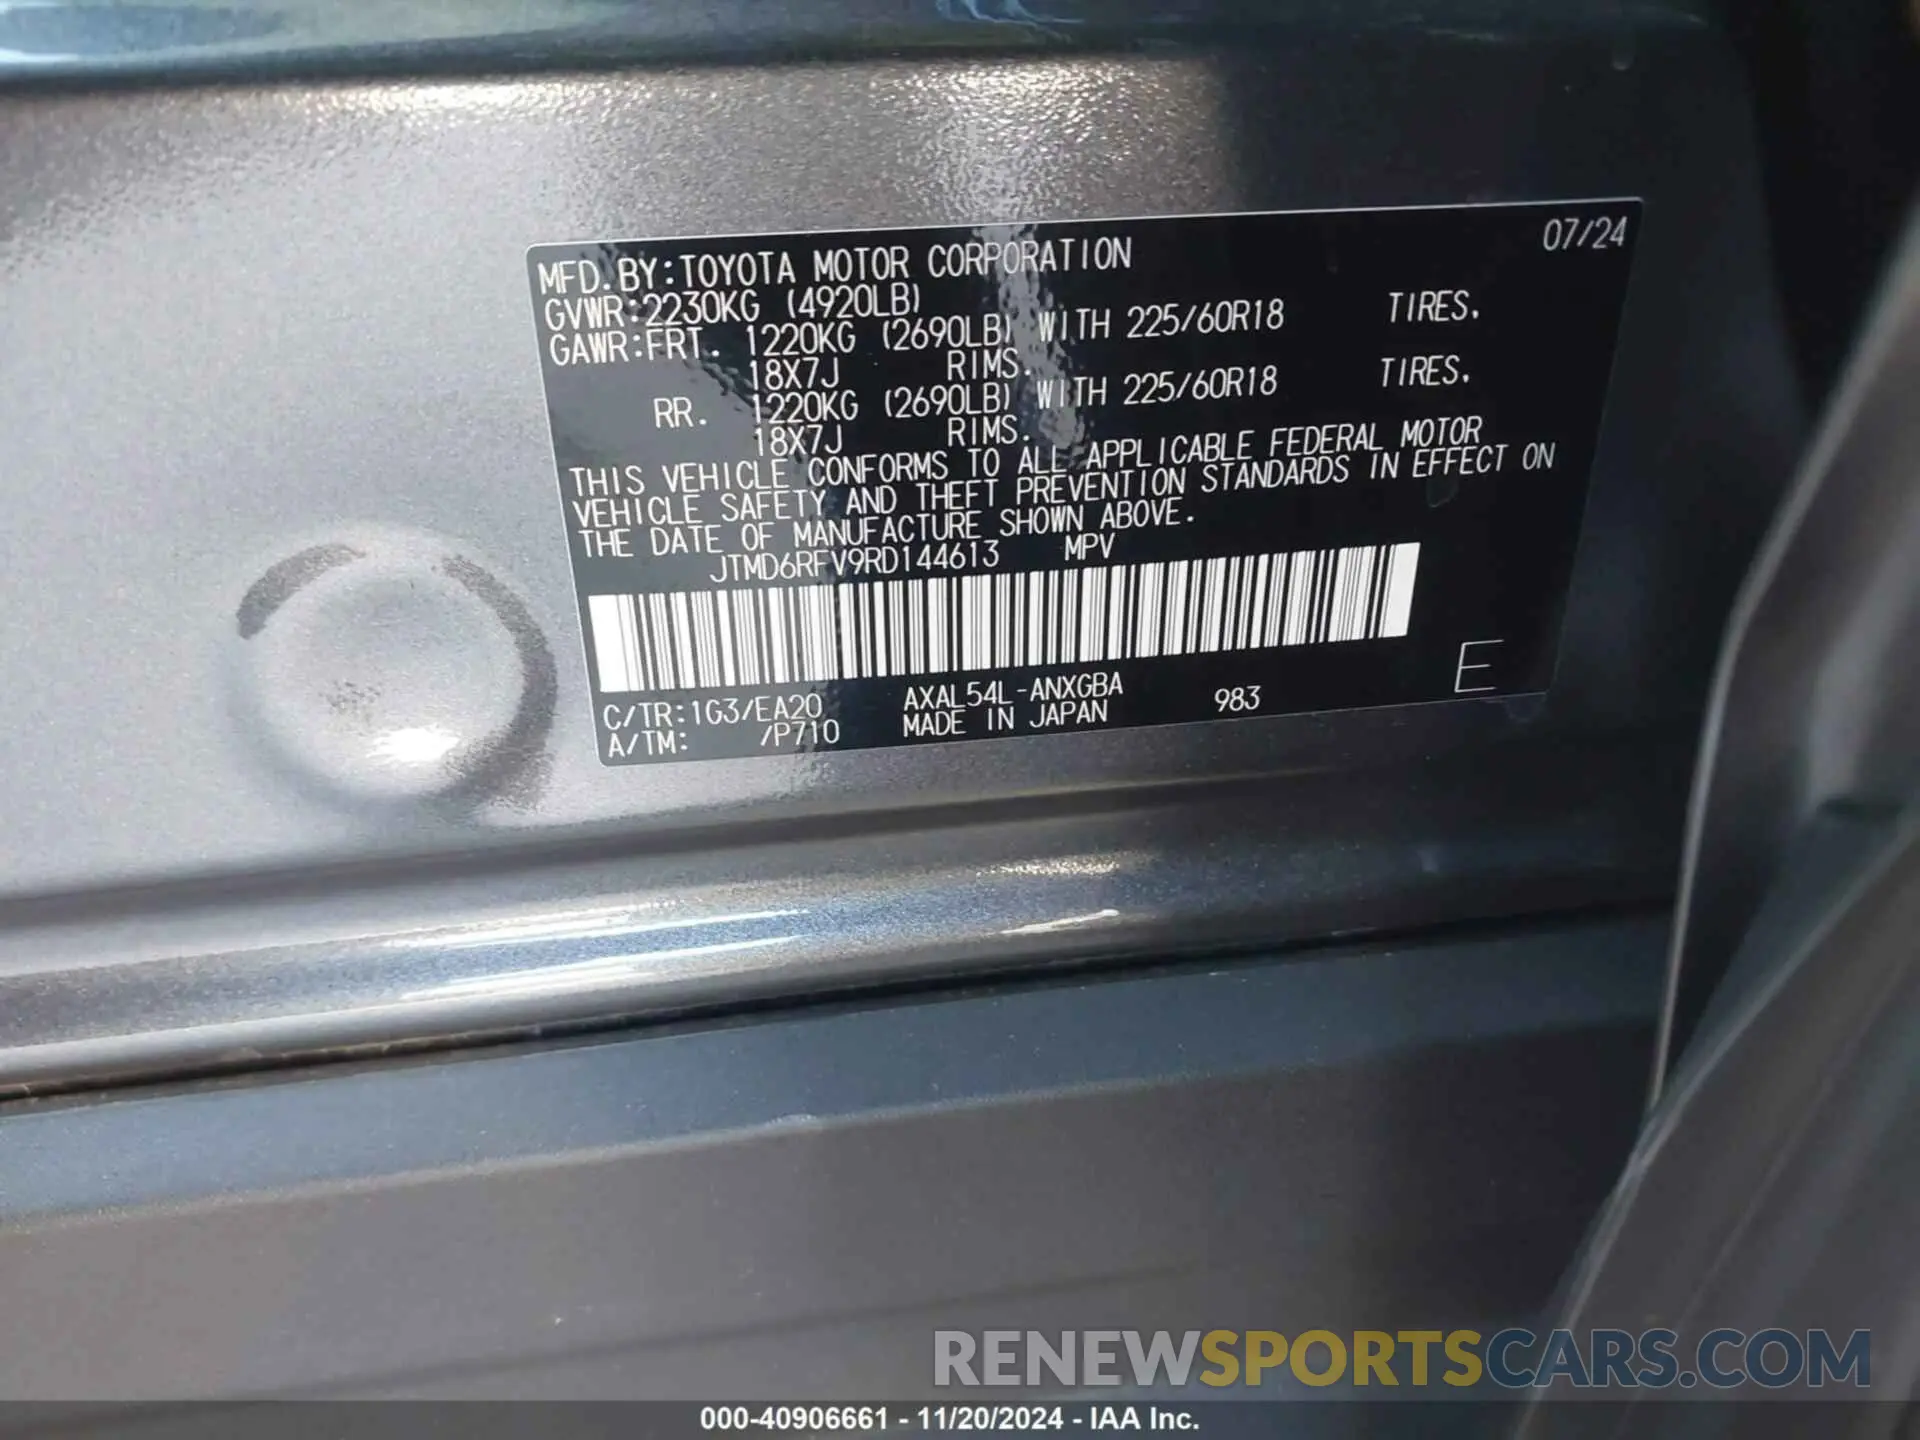 07/24
MFD.BY:TOYOTA MOTOR CORPORATION
GVWR:2230KG (4920LB)
GAWR:FRT. 1220KG (2690LB) WITH 225/60R18 TIRES.
18X7J RIMS.
RR. 1220KG (2690LB) WITH 225/60R18 TIRES.
18X7J RIMS.
THIS VEHICLE CONFORMS TO ALL APPLICABLE FEDERAL MOTOR
VEHICLE SAFETY AND THEFT PREVENTION STANDARDS IN EFFECT ON
THE DATE OF MANUFACTURE SHOWN ABOVE.
JTMD6RFV9RD144613 MPV
E
C/TR:1G3/EA20 AXAL54L-ANXGBA 983
A/TM: /P710 MADE IN JAPAN
RENEWSPORTSCARS.COM
000-40906661 - 11/20/2024 - IAA Inc.